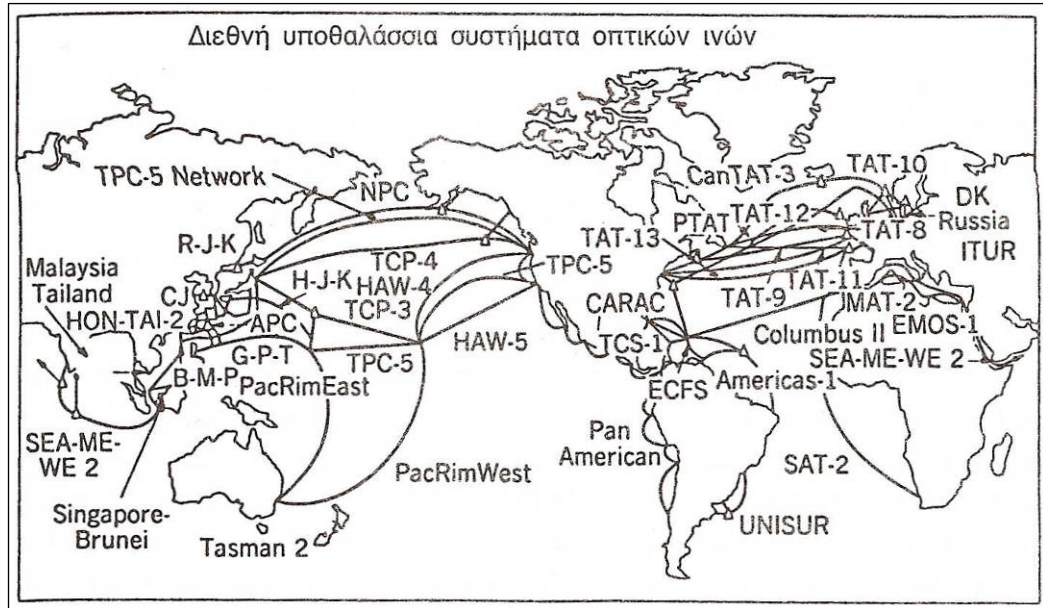 Διεθνή υποθαλάσσια συστήματα οπτικών ινών
TPC-5 Network
NPC
CanTAT-3
TAT-10
DK
Russia
PTAT
TAT-12
TAT-8
ITUR
TAT-13
R-J-K
Malaysia
Tailand
H-J-K
TCP-4
HAW-4
TCP-3
TPC-5
TAT-11
TAT-9
MAT-2
CJ
HON-TAI-2
APC
CARAC
Columbus II
EMOS-1
G-P-T
TPC-5
HAW-5
TCS-1
SEA-ME-WE 2
B-M-P
PacRimEast
ECFS
Americas-1
SEA-ME-
WE 2
Pan
American
PacRimWest
SAT-2
Singapore-
Brunei
Tasman 2
UNISUR